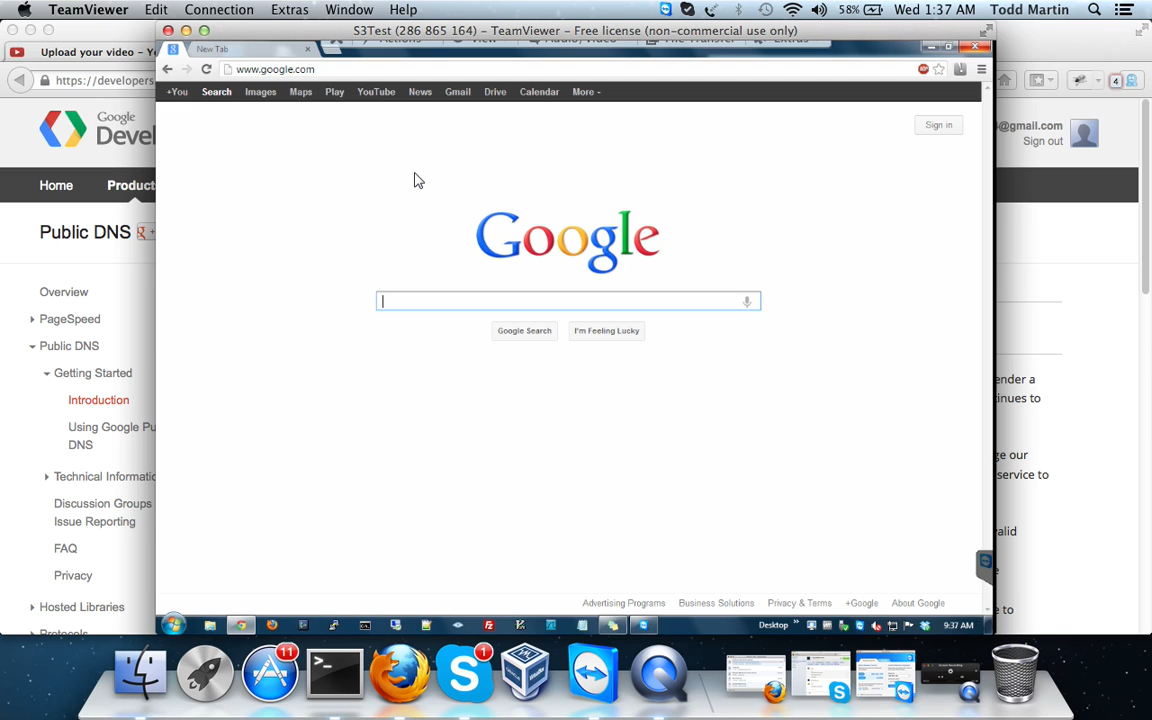 TeamViewer Edit Connection Extras Window Help 58% Wed 1:37 AM Todd Martin
S3Test (286 865 164) – TeamViewer – Free license (non-commercial use only)
Upload your video – Y
New Tab
https://developers
www.google.com
4
+You Search Images Maps Play YouTube News Gmail Drive Calendar More
Google
Sign in
@gmail.com
Sign out
Home Product
Public DNS
Google
Google Search I'm Feeling Lucky
Overview
PageSpeed
Public DNS
Getting Started
Introduction
Using Google Pu
DNS
Technical Informatio
Discussion Groups
Issue Reporting
FAQ
Privacy
Hosted Libraries
ender a
tinues to
ge our
service to
alid
e
e to
Advertising Programs Business Solutions Privacy & Terms +Google About Google
Desktop 9:37 AM
11
1